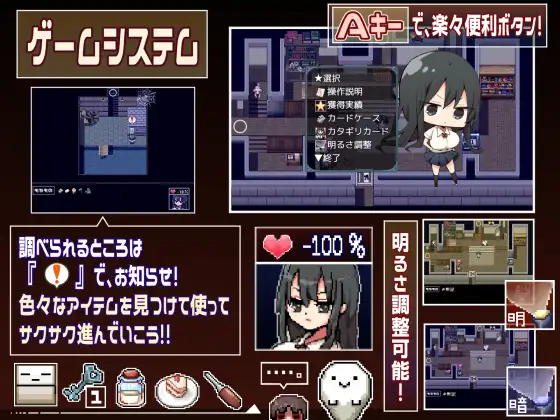 ゲームシステム
Aキーで、楽々便利ボタン!
★選択
操作説明
獲得実績
カードケース
カタギリカード
明るさ調整
▼終了
調べられるところは
『!』で、お知らせ!
色々なアイテムを見つけて使って
サクサク進んでいこう!!
-100%
明るさ調整可能!
明
暗
1
....。